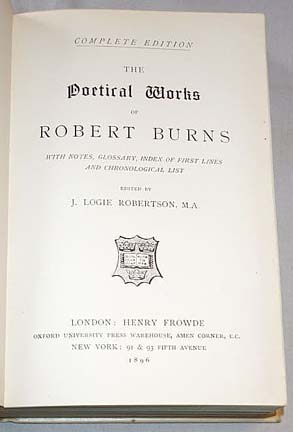 COMPLETE EDITION
THE
Poetical Works
OF
ROBERT BURNS
WITH NOTES, GLOSSARY, INDEX OF FIRST LINES
AND CHRONOLOGICAL LIST
EDITED BY
J. LOGIE ROBERTSON, M.A.
LONDON: HENRY FROWDE
OXFORD UNIVERSITY PRESS WAREHOUSE, AMEN CORNER, E.C.
NEW YORK: 91 & 93 FIFTH AVENUE
1896